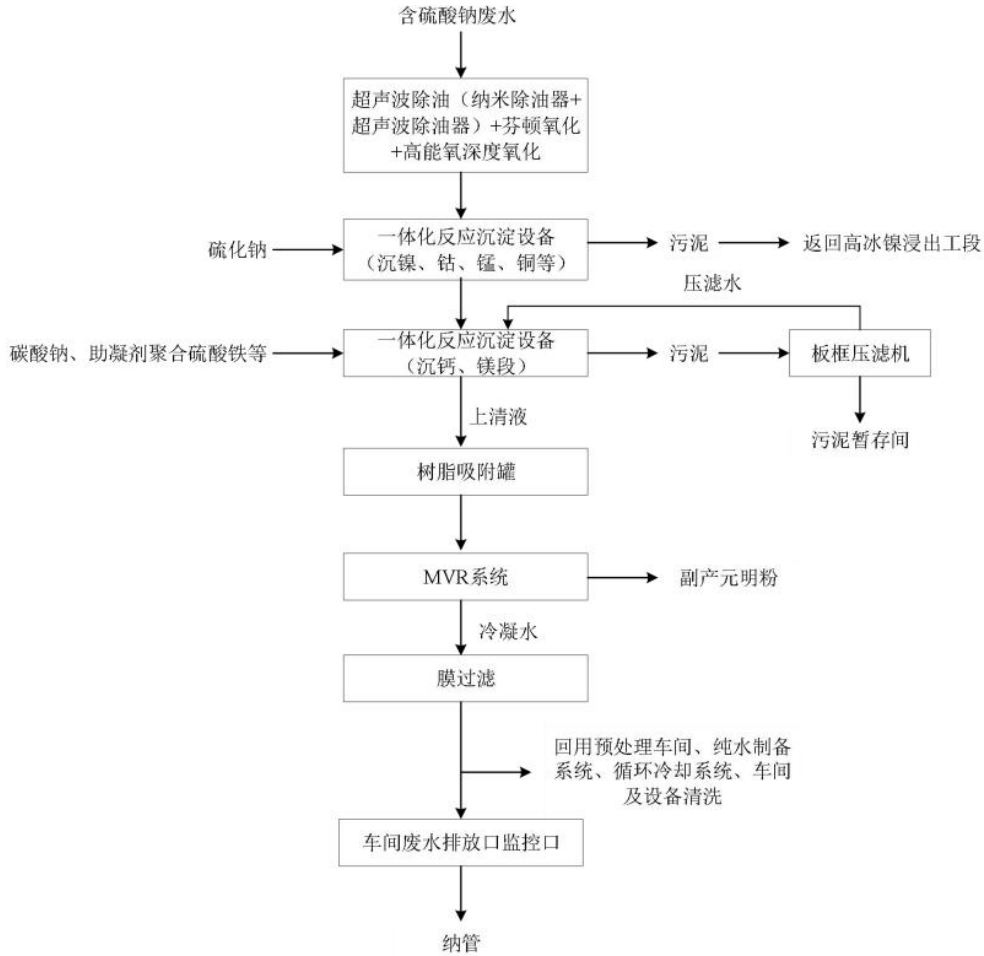 含硫酸钠废水
超声波除油（纳米除油器+
超声波除油器）+芬顿氧化
+高能氧深度氧化
硫化钠
一体化反应沉淀设备
（沉镍、钴、锰、铜等）
污泥
返回高冰镍浸出工段
压滤水
碳酸钠、助凝剂聚合硫酸铁等
一体化反应沉淀设备
（沉钙、镁段）
污泥
板框压滤机
上清液
污泥暂存间
树脂吸附罐
MVR系统
副产元明粉
冷凝水
膜过滤
回用预处理车间、纯水制备
系统、循环冷却系统、车间
及设备清洗
车间废水排放口监控口
纳管